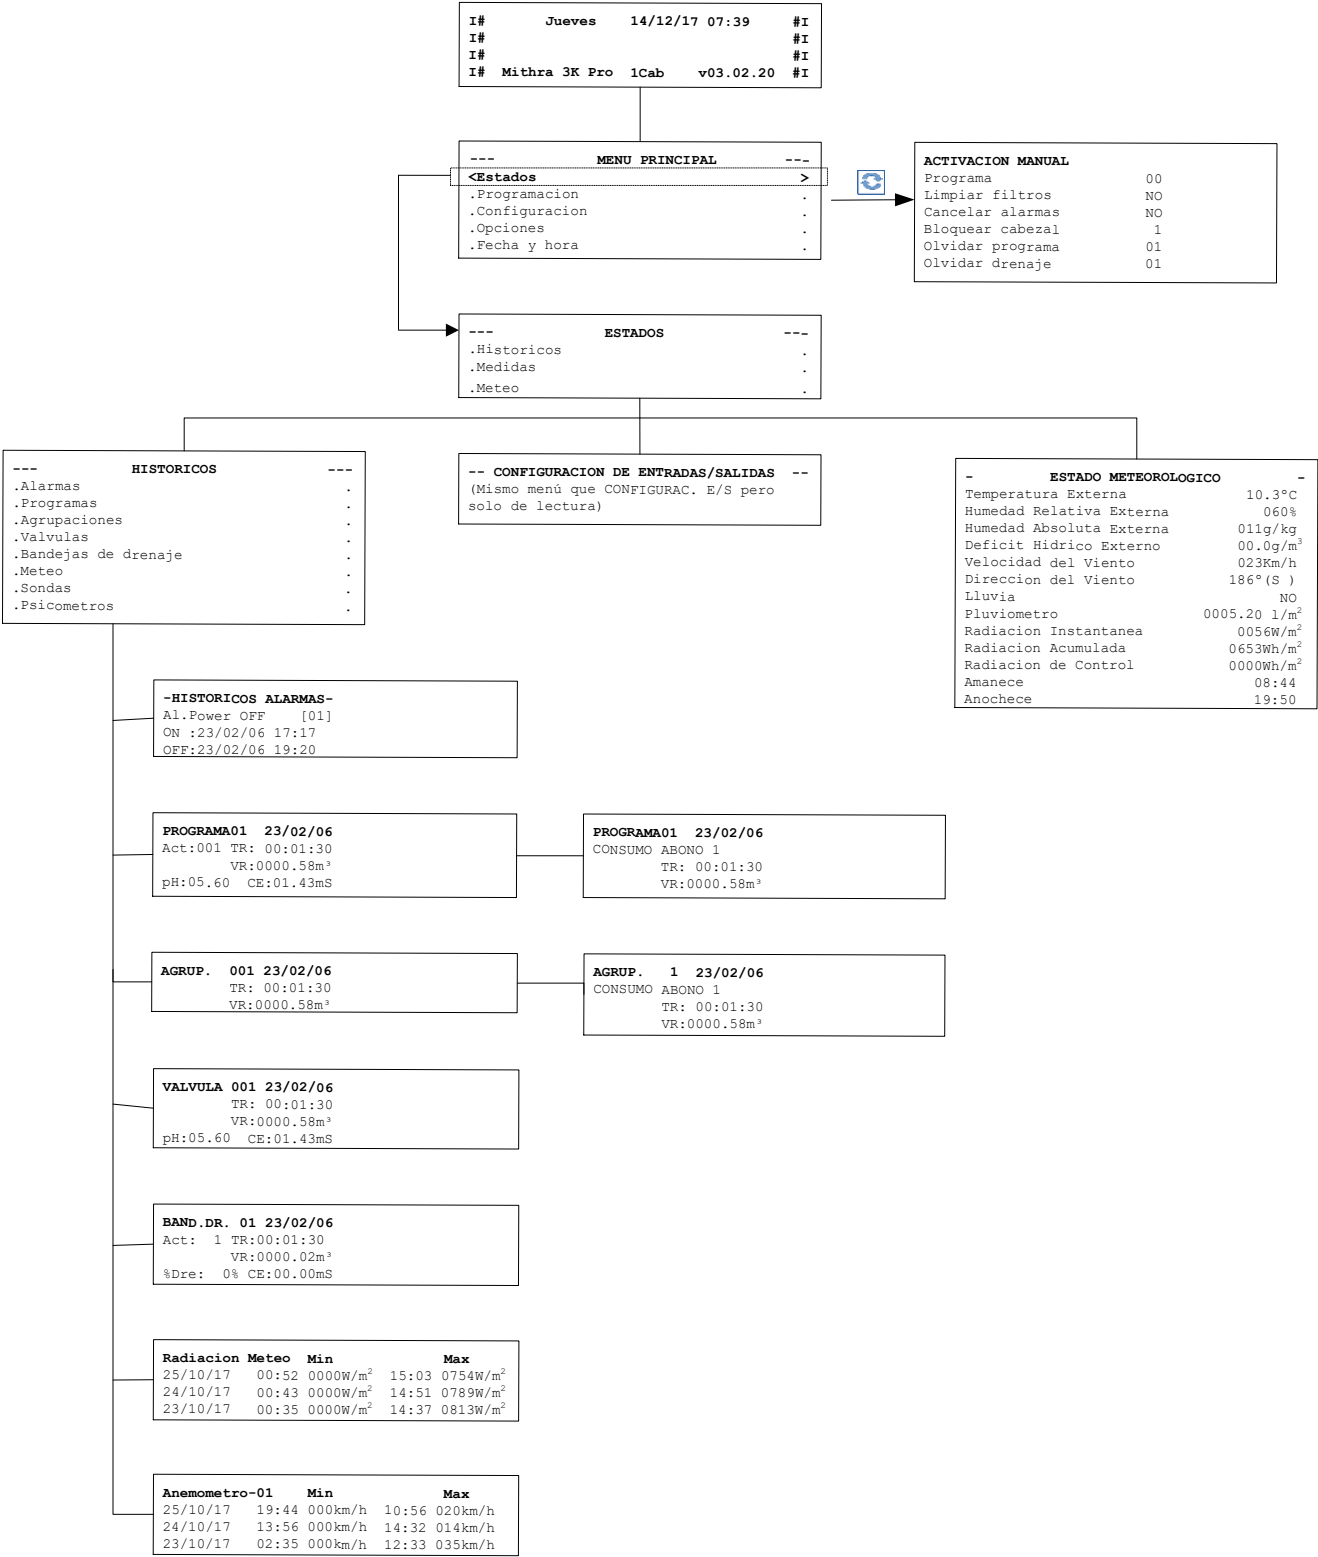 I# Jueves 14/12/17 07:39 #I
I# #I
I# #I
I# Mithra 3K Pro 1Cab v03.02.20 #I
--- MENU PRINCIPAL ---
<Estados >
.Programacion .
.Configuracion .
.Opciones .
.Fecha y hora .
ACTIVACION MANUAL
Programa 00
Limpiar filtros NO
Cancelar alarmas NO
Bloquear cabezal 1
Olvidar programa 01
Olvidar drenaje 01
--- ESTADOS ---
.Historicos .
.Medidas .
.Meteo .
--- HISTORICOS ---
.Alarmas .
.Programas .
.Agrupaciones .
.Valvulas .
.Bandejas de drenaje .
.Meteo .
.Sondas .
.Psicometros .
-- CONFIGURACION DE ENTRADAS/SALIDAS --
(Mismo menú que CONFIGURAC. E/S pero
solo de lectura)
- ESTADO METEOROLOGICO -
Temperatura Externa 10.3ºC
Humedad Relativa Externa 060%
Humedad Absoluta Externa 011g/kg
Deficit Hidrico Externo 00.0g/m³
Velocidad del Viento 023Km/h
Direccion del Viento 186º(S )
Lluvia NO
Pluviometro 0005.20 l/m²
Radiacion Instantanea 0056W/m²
Radiacion Acumulada 0653Wh/m²
Radiacion de Control 0000Wh/m²
Amanece 08:44
Anochece 19:50
-HISTORICOS ALARMAS-
Al.Power OFF [01]
ON :23/02/06 17:17
OFF:23/02/06 19:20
PROGRAMA01 23/02/06
Act:001 TR: 00:01:30
VR:0000.58m³
pH:05.60 CE:01.43mS
PROGRAMA01 23/02/06
CONSUMO ABONO 1
TR: 00:01:30
VR:0000.58m³
AGRUP. 001 23/02/06
TR: 00:01:30
VR:0000.58m³
AGRUP. 1 23/02/06
CONSUMO ABONO 1
TR: 00:01:30
VR:0000.58m³
VALVULA 001 23/02/06
TR: 00:01:30
VR:0000.58m³
pH:05.60 CE:01.43mS
BAND.DR. 01 23/02/06
Act: 1 TR:00:01:30
VR:0000.02m³
%Dre: 0% CE:00.00mS
Radiacion Meteo Min Max
25/10/17 00:52 0000W/m² 15:03 0754W/m²
24/10/17 00:43 0000W/m² 14:51 0789W/m²
23/10/17 00:35 0000W/m² 14:37 0813W/m²
Anemometro-01 Min Max
25/10/17 19:44 000km/h 10:56 020km/h
24/10/17 13:56 000km/h 14:32 014km/h
23/10/17 02:35 000km/h 12:33 035km/h